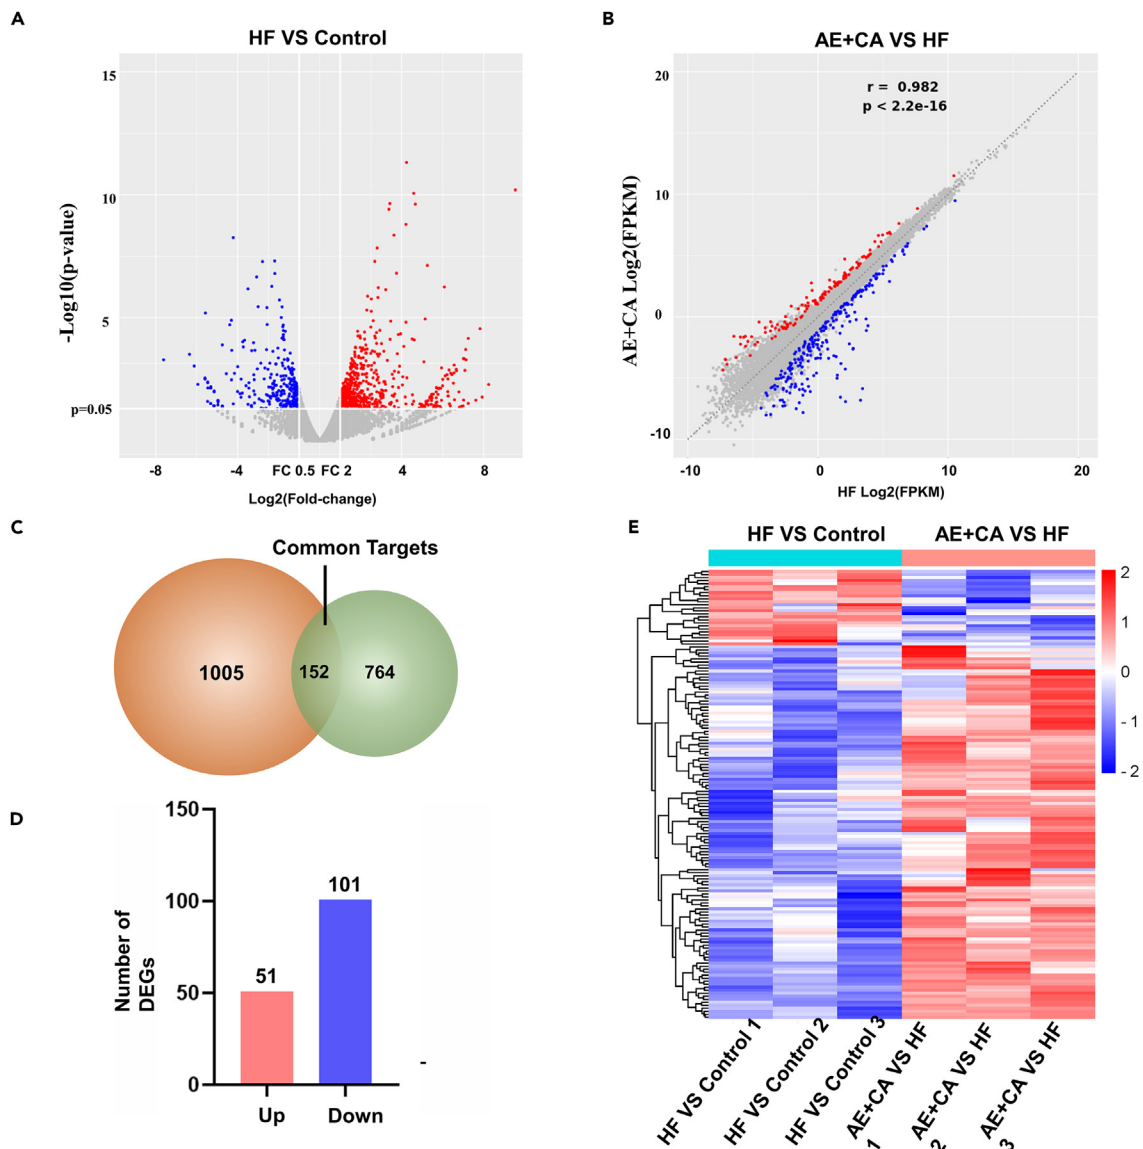 A
HF VS Control
15
10
5
p=0.05
-Log10(p-value)
-8
-4
FC 0.5
FC 2
4
8
Log2(Fold-change)
B
AE+CA VS HF
r = 0.982
p < 2.2e-16
20
10
0
-10
AE+CA Log2(FPKM)
-10
0
10
20
HF Log2(FPKM)
C
Common Targets
1005
152
764
D
150
100
50
0
Number of
DEGs
51
101
Up
Down
-
E
HF VS Control
AE+CA VS HF
2
1
0
-1
-2
HF VS Control 1
HF VS Control 2
HF VS Control 3
AE+CA VS HF
1
AE+CA VS HF
2
AE+CA VS HF
3